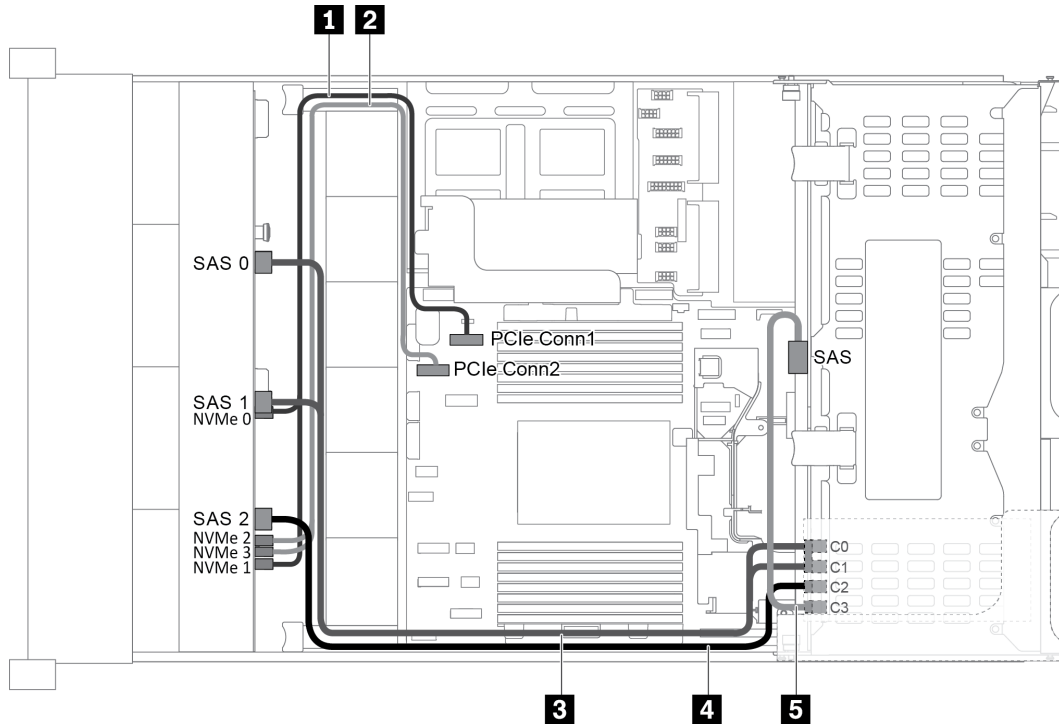 1
2
SAS 0
PCIe Conn1
PCIe Conn2
SAS
SAS 1
NVMe 0
SAS 2
NVMe 2
NVMe 3
NVMe 1
C0
C1
C2
C3
3
4
5